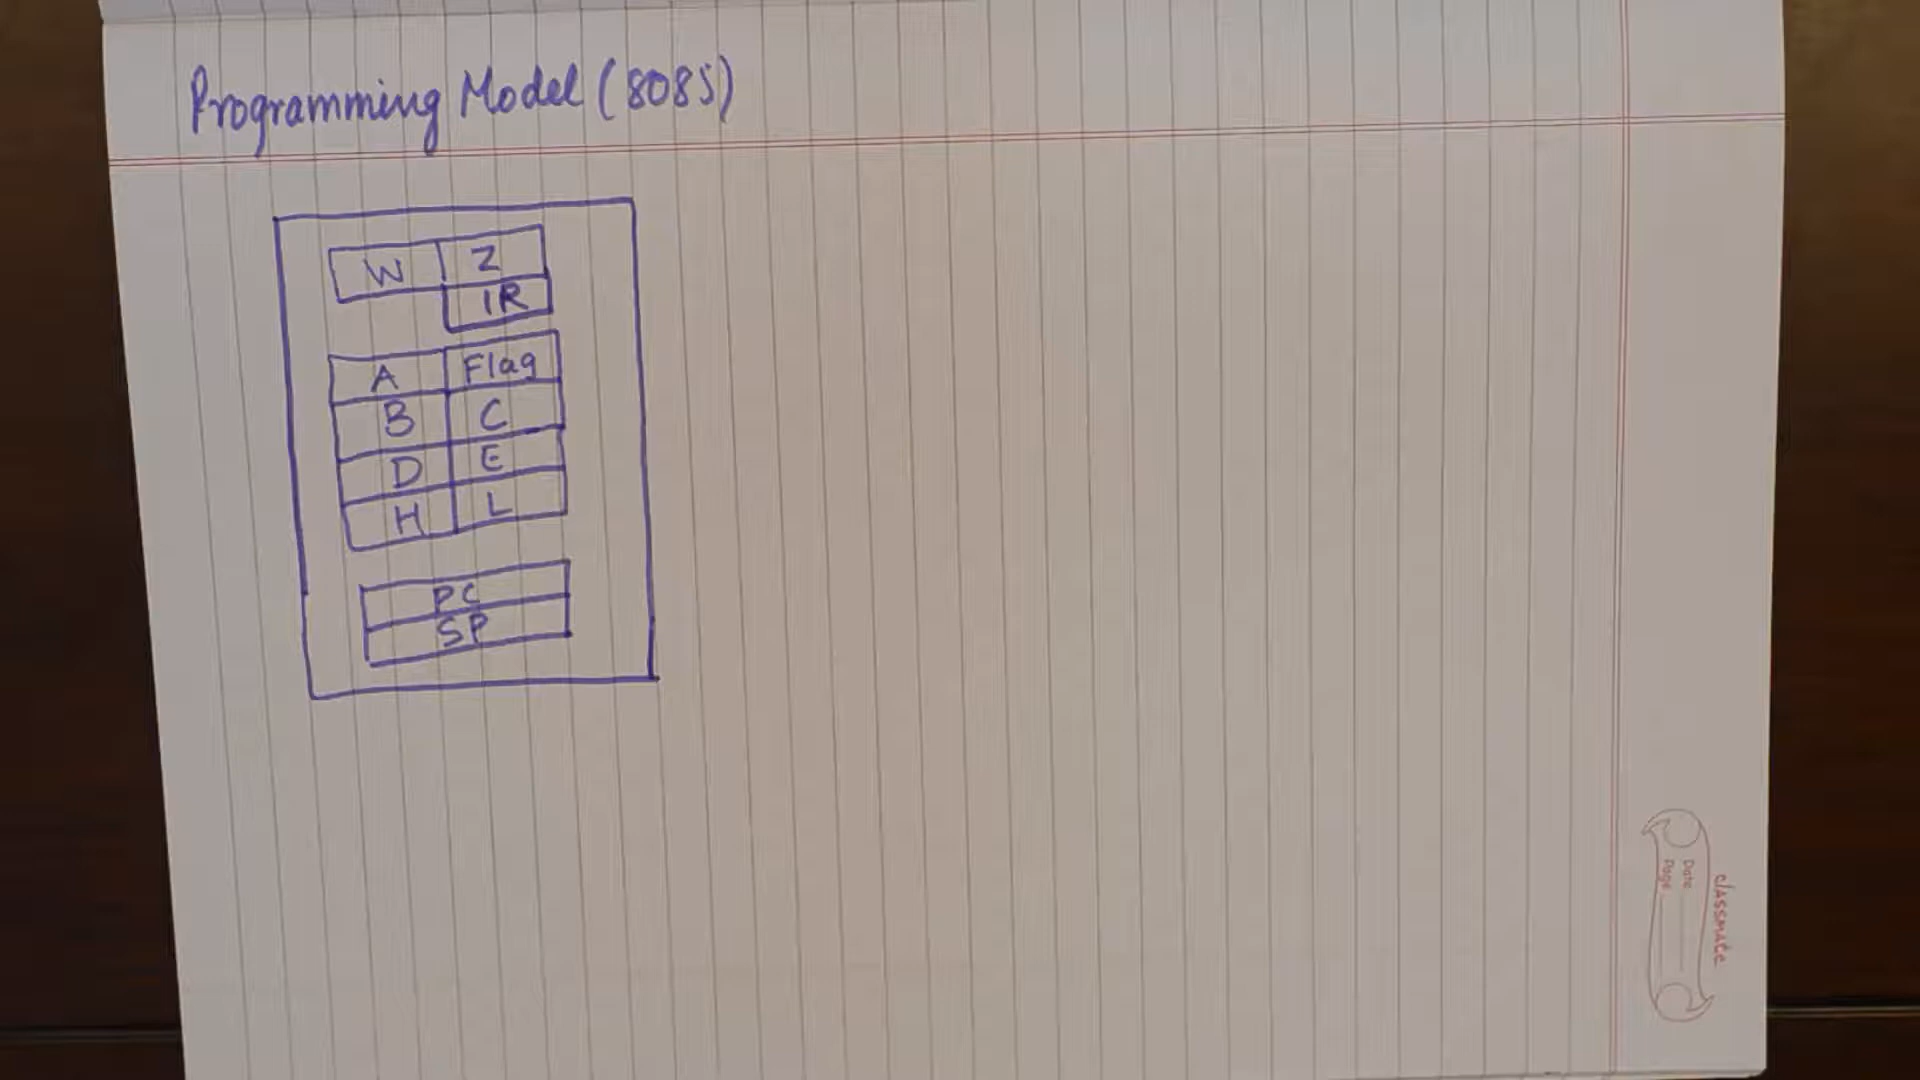 Programming Model (8085)
W Z
IR
A Flag
B C
D E
H L
PC
SP
classmate
Date
Page